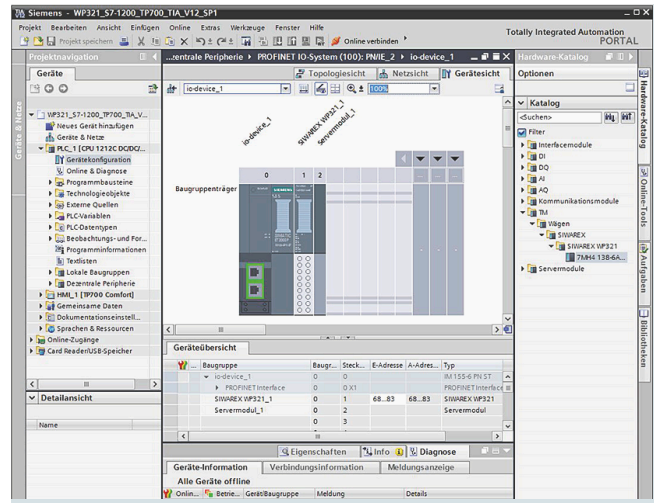 Siemens - WP321_S7-1200_TP700_TIA_V12_SP1
Projekt Bearbeiten Ansicht Einfügen Online Extras Werkzeuge Fenster Hilfe
Totally Integrated Automation
PORTAL
Projekt speichern
Online verbinden
Projektnavigation
...zentrale Peripherie PROFINET IO-System (100): PN/IE_2 io-device_1
Hardware-Katalog
Geräte
Topologiesicht Netzsicht Gerätesicht
Optionen
io-device_1 100%
Geräte & Netze
WP321_S7-1200_TP700_TIA_V...
Neues Gerät hinzufügen
Geräte & Netze
PLC_1 [CPU 1212C DC/DC/...
Gerätekonfiguration
Online & Diagnose
Programmbausteine
Technologieobjekte
Externe Quellen
PLC-Variablen
PLC-Datentypen
Beobachtungs- und For...
Programminformationen
Textlisten
Lokale Baugruppen
Dezentrale Peripherie
HMI_1 [TP700 Comfort]
Gemeinsame Daten
Dokumentationseinstell...
Sprachen & Ressourcen
Online-Zugänge
Card Reader/USB-Speicher
Detailansicht
Name
io-device_1
SIWAREX WP321_1
Servermodul_1
0 1 2
Baugruppenträger
SIEMENS
Katalog
<Suchen>
Filter
Interfacemodule
DI
DQ
AI
AQ
Kommunikationsmodule
TM
Wägen
SIWAREX
SIWAREX WP321
7MH4 138-6A...
Servermodule
Hardware-Katalog
Online-Tools
Aufgaben
Bibliotheken
Geräteübersicht
... Baugruppe Baugr... Steck... E-Adresse A-Adres... Typ
io-device_1 0 0 IM 155-6 PN ST
PROFINET Interface 0 0 X1 PROFINET Interface
SIWAREX WP321_1 0 1 68...83 68...83 SIWAREX WP321
Servermodul_1 0 2 Servermodul
0 3
Eigenschaften Info Diagnose
Geräte-Information Verbindungsinformation Meldungsanzeige
Alle Geräte offline
Onlin... Betrie... Gerät/Baugruppe Meldung Details